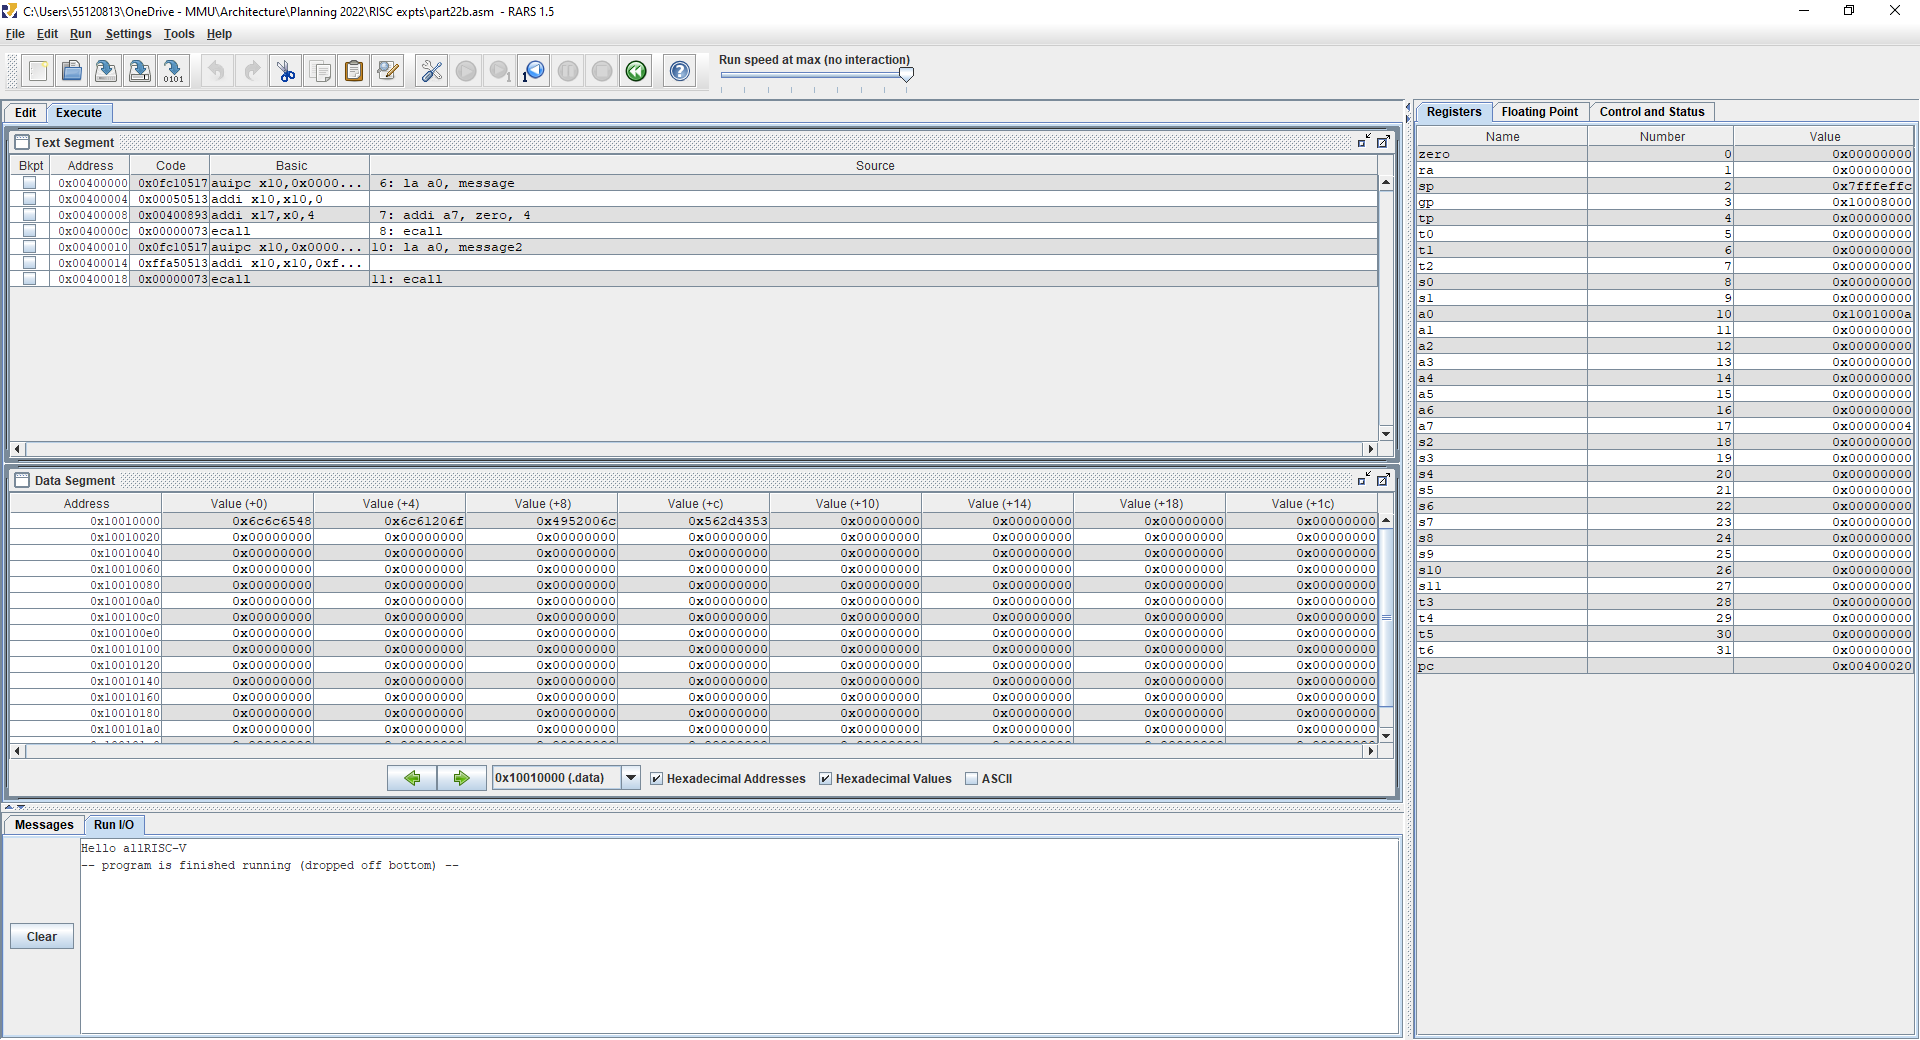 C:\Users\55120813\OneDrive - MMU\Architecture\Planning 2022\RISC expts\part22b.asm - RARS 1.5
File Edit Run Settings Tools Help
Run speed at max (no interaction)
Edit Execute
Text Segment
Bkpt Address Code Basic Source
0x00400000 0x0fc10517 auipc x10,0x0000... 6: la a0, message
0x00400004 0x00050513 addi x10,x10,0
0x00400008 0x00400893 addi x17,x0,4 7: addi a7, zero, 4
0x0040000c 0x00000073 ecall 8: ecall
0x00400010 0x0fc10517 auipc x10,0x0000... 10: la a0, message2
0x00400014 0xffa50513 addi x10,x10,0xf...
0x00400018 0x00000073 ecall 11: ecall
Data Segment
Address Value (+0) Value (+4) Value (+8) Value (+c) Value (+10) Value (+14) Value (+18) Value (+1c)
0x10010000 0x6c6c6548 0x6c61206f 0x4952006c 0x562d4353 0x00000000 0x00000000 0x00000000 0x00000000
0x10010020 0x00000000 0x00000000 0x00000000 0x00000000 0x00000000 0x00000000 0x00000000 0x00000000
0x10010040 0x00000000 0x00000000 0x00000000 0x00000000 0x00000000 0x00000000 0x00000000 0x00000000
0x10010060 0x00000000 0x00000000 0x00000000 0x00000000 0x00000000 0x00000000 0x00000000 0x00000000
0x10010080 0x00000000 0x00000000 0x00000000 0x00000000 0x00000000 0x00000000 0x00000000 0x00000000
0x100100a0 0x00000000 0x00000000 0x00000000 0x00000000 0x00000000 0x00000000 0x00000000 0x00000000
0x100100c0 0x00000000 0x00000000 0x00000000 0x00000000 0x00000000 0x00000000 0x00000000 0x00000000
0x100100e0 0x00000000 0x00000000 0x00000000 0x00000000 0x00000000 0x00000000 0x00000000 0x00000000
0x10010100 0x00000000 0x00000000 0x00000000 0x00000000 0x00000000 0x00000000 0x00000000 0x00000000
0x10010120 0x00000000 0x00000000 0x00000000 0x00000000 0x00000000 0x00000000 0x00000000 0x00000000
0x10010140 0x00000000 0x00000000 0x00000000 0x00000000 0x00000000 0x00000000 0x00000000 0x00000000
0x10010160 0x00000000 0x00000000 0x00000000 0x00000000 0x00000000 0x00000000 0x00000000 0x00000000
0x10010180 0x00000000 0x00000000 0x00000000 0x00000000 0x00000000 0x00000000 0x00000000 0x00000000
0x100101a0 0x00000000 0x00000000 0x00000000 0x00000000 0x00000000 0x00000000 0x00000000 0x00000000
0x10010000 (.data) Hexadecimal Addresses Hexadecimal Values ASCII
Messages Run I/O
Hello allRISC-V
-- program is finished running (dropped off bottom) --
Clear
Registers Floating Point Control and Status
Name Number Value
zero 0 0x00000000
ra 1 0x00000000
sp 2 0x7fffeffc
gp 3 0x10008000
tp 4 0x00000000
t0 5 0x00000000
t1 6 0x00000000
t2 7 0x00000000
s0 8 0x00000000
s1 9 0x00000000
a0 10 0x1001000a
a1 11 0x00000000
a2 12 0x00000000
a3 13 0x00000000
a4 14 0x00000000
a5 15 0x00000000
a6 16 0x00000000
a7 17 0x00000004
s2 18 0x00000000
s3 19 0x00000000
s4 20 0x00000000
s5 21 0x00000000
s6 22 0x00000000
s7 23 0x00000000
s8 24 0x00000000
s9 25 0x00000000
s10 26 0x00000000
s11 27 0x00000000
t3 28 0x00000000
t4 29 0x00000000
t5 30 0x00000000
t6 31 0x00000000
pc 0x00400020